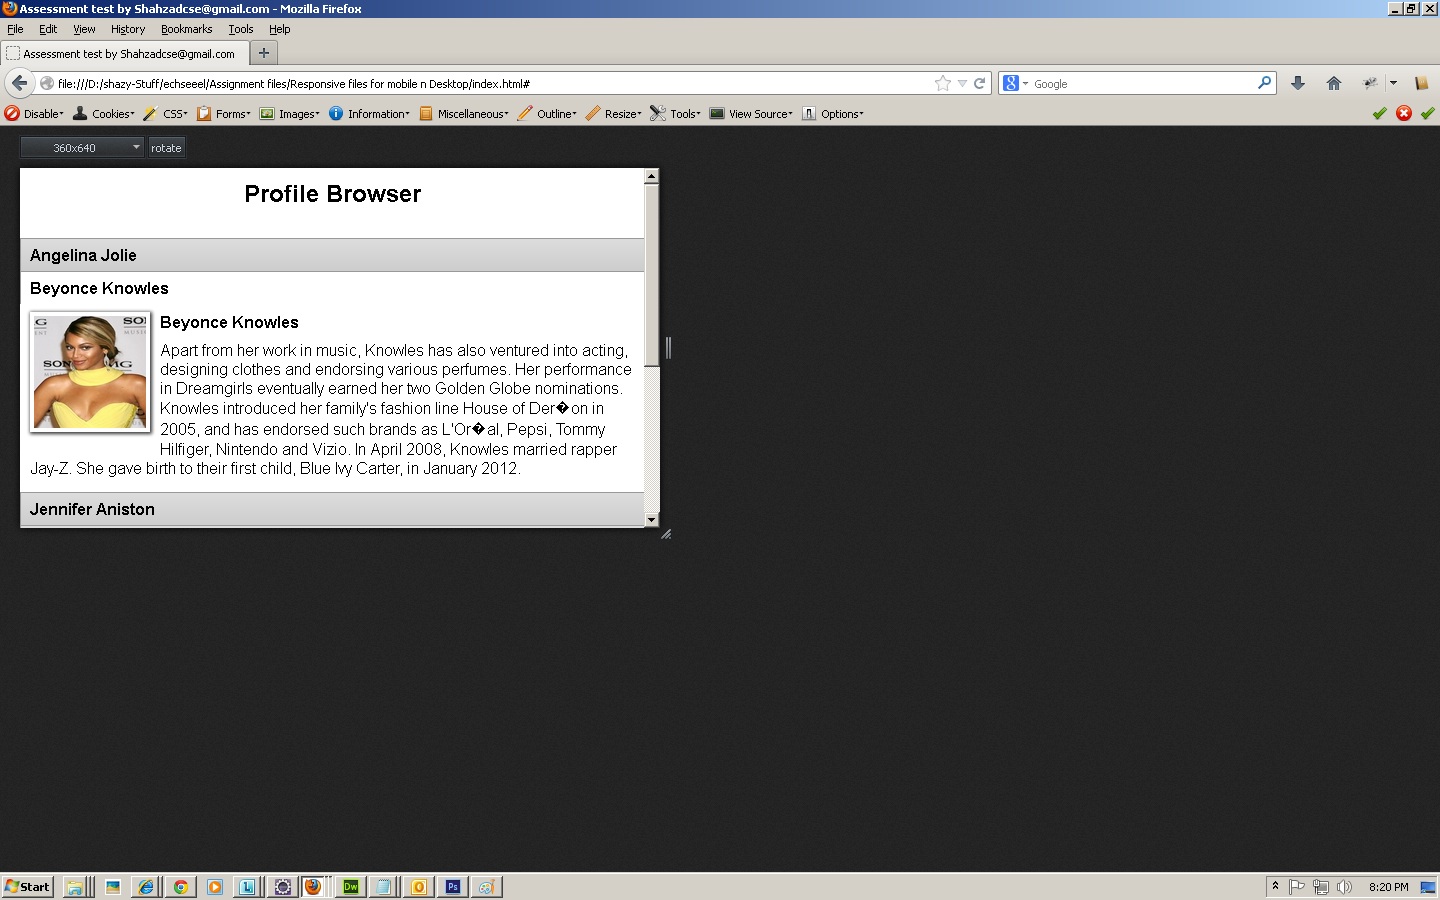 Assessment test by Shahzadcse@gmail.com - Mozilla Firefox
File Edit View History Bookmarks Tools Help
Assessment test by Shahzadcse@gmail.com
file:///D:/shazy-Stuff/echseeel/Assignment files/Responsive files for mobile n Desktop/index.html#
Google
Disable Cookies CSS Forms Images Information Miscellaneous Outline Resize Tools View Source Options
360x640 rotate
Profile Browser
Angelina Jolie
Beyonce Knowles
G SO
MUSI
SONY MG
Beyonce Knowles
Apart from her work in music, Knowles has also ventured into acting,
designing clothes and endorsing various perfumes. Her performance
in Dreamgirls eventually earned her two Golden Globe nominations.
Knowles introduced her family's fashion line House of Der�on in
2005, and has endorsed such brands as L'Or�al, Pepsi, Tommy
Hilfiger, Nintendo and Vizio. In April 2008, Knowles married rapper
Jay-Z. She gave birth to their first child, Blue Ivy Carter, in January 2012.
Jennifer Aniston
Start
Dw
Ps
8:20 PM